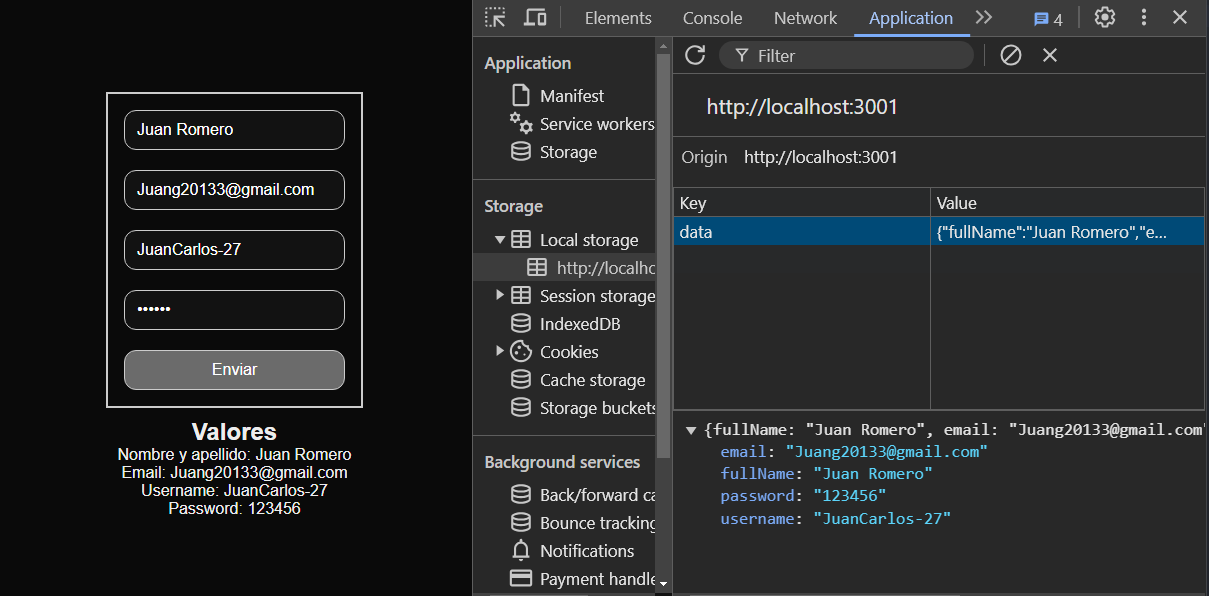 Juan Romero
Juang20133@gmail.com
JuanCarlos-27
••••••
Enviar
Valores
Nombre y apellido: Juan Romero
Email: Juang20133@gmail.com
Username: JuanCarlos-27
Password: 123456
Elements Console Network Application 4
Application
Manifest
Service workers
Storage
Storage
Local storage
http://localho
Session storage
IndexedDB
Cookies
Cache storage
Storage buckets
Background services
Back/forward ca
Bounce tracking
Notifications
Payment handle
Filter
http://localhost:3001
Origin http://localhost:3001
Key Value
data {"fullName":"Juan Romero","e...
{fullName: "Juan Romero", email: "Juang20133@gmail.com"
email: "Juang20133@gmail.com"
fullName: "Juan Romero"
password: "123456"
username: "JuanCarlos-27"